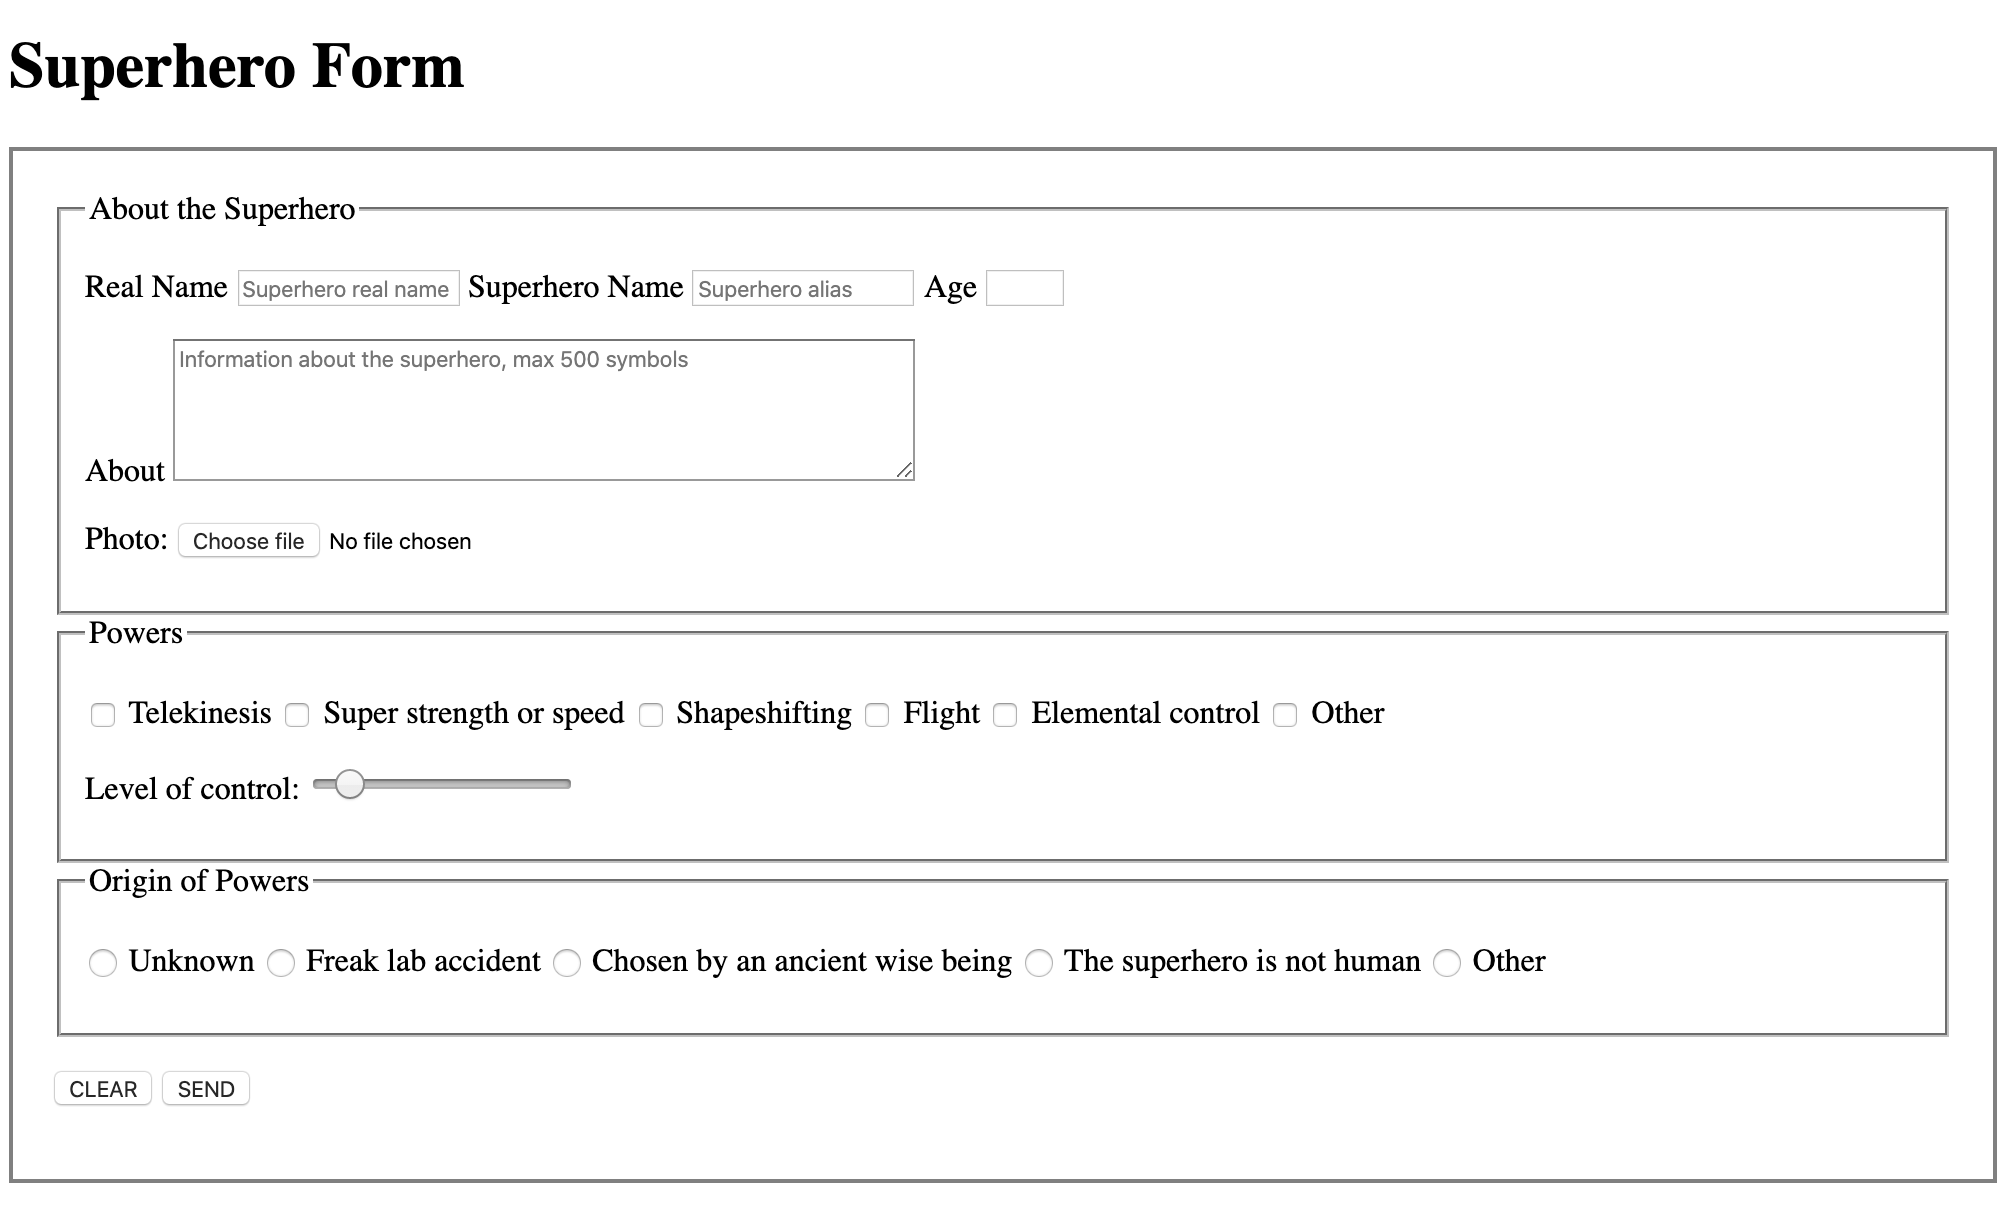 Superhero Form
About the Superhero
Real Name Superhero real name Superhero Name Superhero alias Age
Information about the superhero, max 500 symbols
About
Photo: Choose file No file chosen
Powers
Telekinesis Super strength or speed Shapeshifting Flight Elemental control Other
Level of control:
Origin of Powers
Unknown Freak lab accident Chosen by an ancient wise being The superhero is not human Other
CLEAR SEND